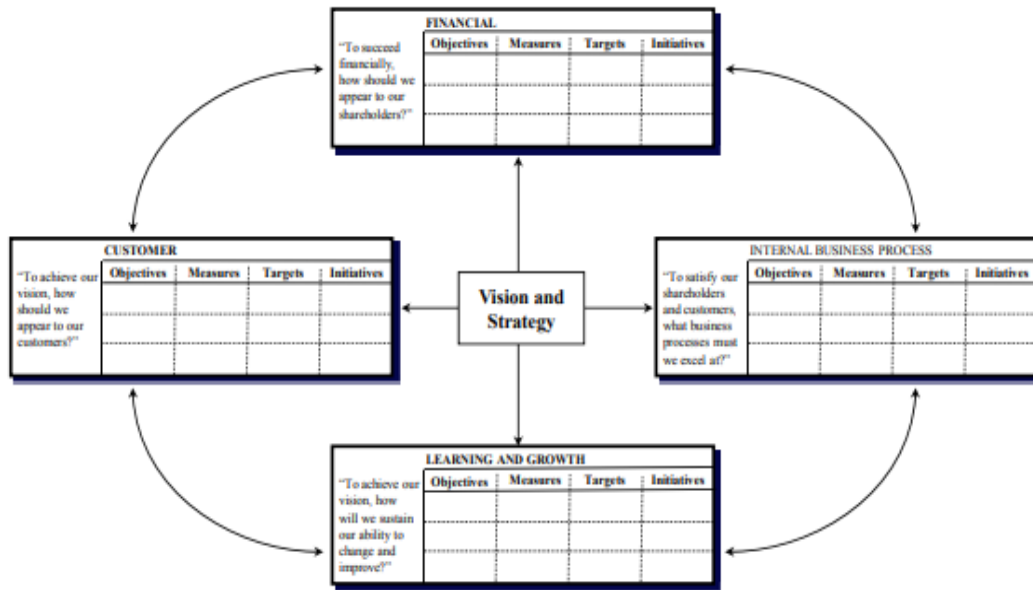 FINANCIAL
"To succeed
financially,
how should we
appear to our
shareholders?"
Objectives Measures Targets Initiatives
CUSTOMER
"To achieve our
vision, how
should we
appear to our
customers?"
Objectives Measures Targets Initiatives
Vision and
Strategy
INTERNAL BUSINESS PROCESS
"To satisfy our
shareholders
and customers,
what business
processes must
we excel at?"
Objectives Measures Targets Initiatives
LEARNING AND GROWTH
"To achieve our
vision, how
will we sustain
our ability to
change and
improve?"
Objectives Measures Targets Initiatives